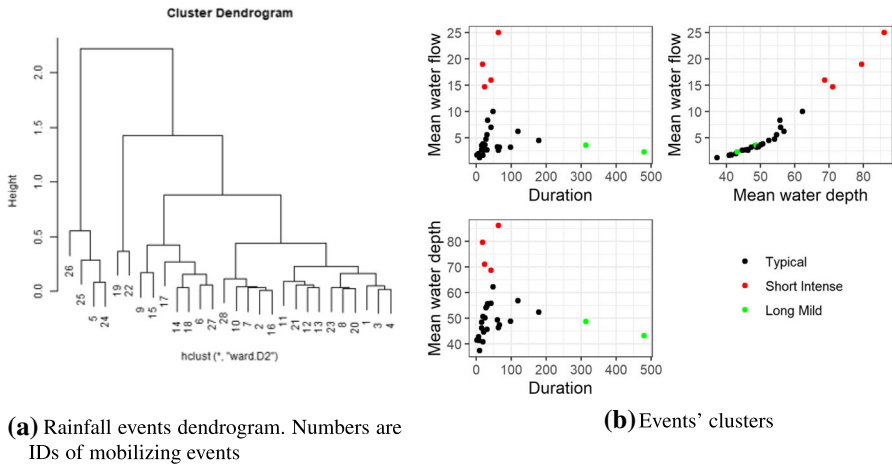 Cluster Dendrogram
Height
0.0 0.5 1.0 1.5 2.0
26
25
5
24
19
22
9
15
17
14
18
6
27
28
10
7
2
16
11
21
12
13
23
8
20
1
3
4
hclust (*, "ward.D2")
(a) Rainfall events dendrogram. Numbers are
IDs of mobilizing events
Mean water flow
25
20
15
10
5
0 100 200 300 400 500
Duration
Mean water flow
25
20
15
10
5
40 50 60 70 80
Mean water depth
Mean water depth
80
70
60
50
40
0 100 200 300 400 500
Duration
Typical
Short Intense
Long Mild
(b) Events' clusters